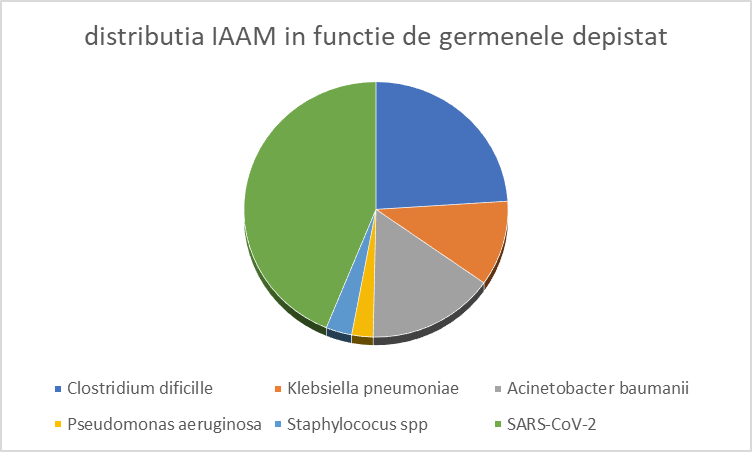 distributia IAAM in functie de germenele depistat
Clostridium dificille Klebsiella pneumoniae Acinetobacter baumanii
Pseudomonas aeruginosa Staphylococus spp SARS-CoV-2